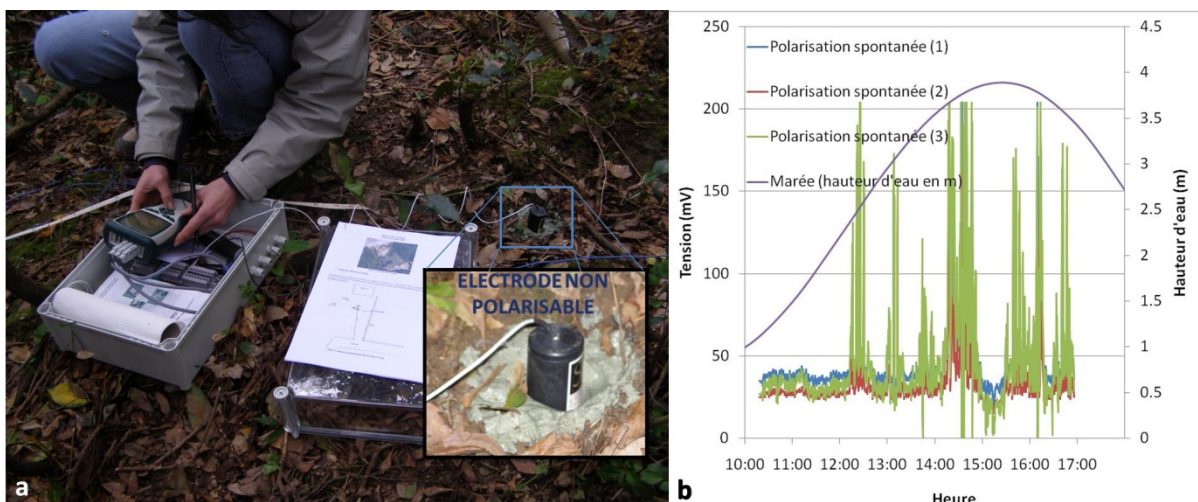 ELECTRODE NON
POLARISABLE
a
250
200
150
100
50
0
Tension (mV)
Polarisation spontanée (1)
Polarisation spontanée (2)
Polarisation spontanée (3)
Marée (hauteur d'eau en m)
4.5
4
3.5
3
2.5
2
1.5
1
0.5
0
Hauteur d'eau (m)
10:00 11:00 12:00 13:00 14:00 15:00 16:00 17:00
Heure
b